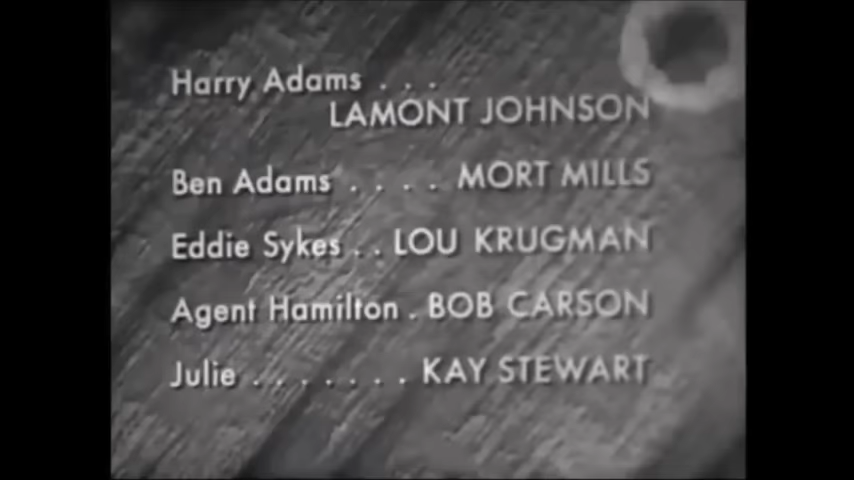 Harry Adams . . .
LAMONT JOHNSON
Ben Adams . . . . MORT MILLS
Eddie Sykes . . LOU KRUGMAN
Agent Hamilton . BOB CARSON
Julie . . . . . . . KAY STEWART